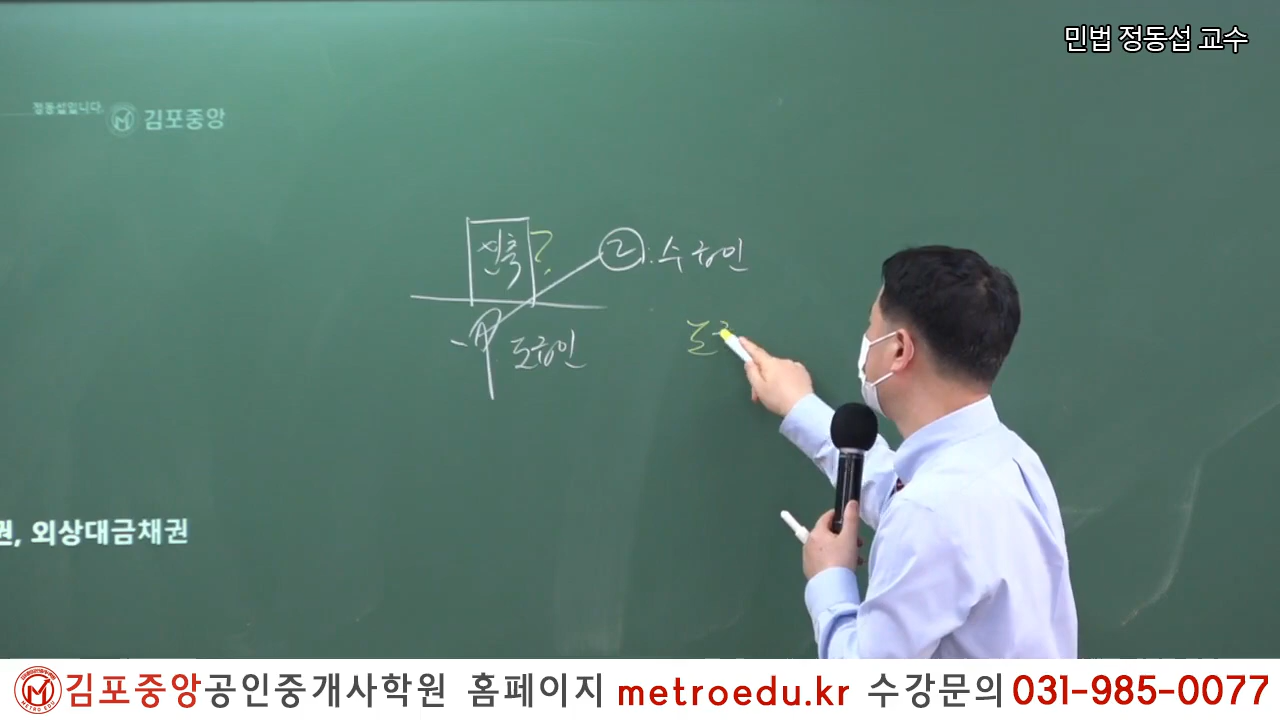 민법 정동섭 교수
정동섭입니다.
김포중앙
신축 ?
2 : 수급인
甲 도급인
권, 외상대금채권
METRO EDU
김포중앙공인중개사학원 홈페이지 metroedu.kr 수강문의 031-985-0077